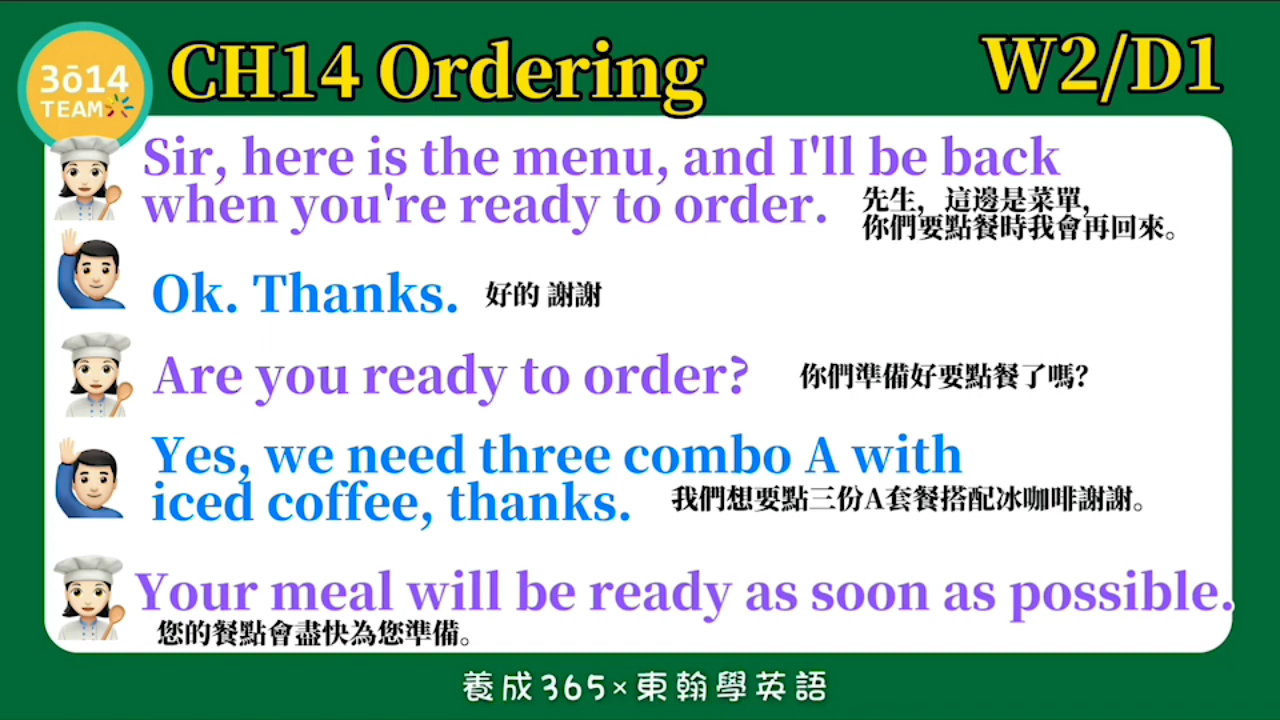 3ō14
TEAM
CH14 Ordering
W2/D1
Sir, here is the menu, and I'll be back
when you're ready to order.
先生，這邊是菜單，
你們要點餐時我會再回來。
Ok. Thanks.
好的 謝謝
Are you ready to order?
你們準備好要點餐了嗎?
Yes, we need three combo A with
iced coffee, thanks.
我們想要點三份A套餐搭配冰咖啡謝謝。
Your meal will be ready as soon as possible.
您的餐點會盡快為您準備。
養成365×東翰學英語